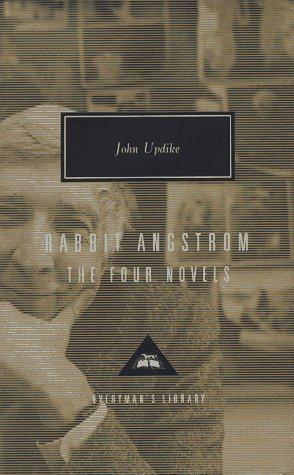 John Updike
RABBIT ANGSTROM
THE FOUR NOVELS
EVERYMAN'S LIBRARY